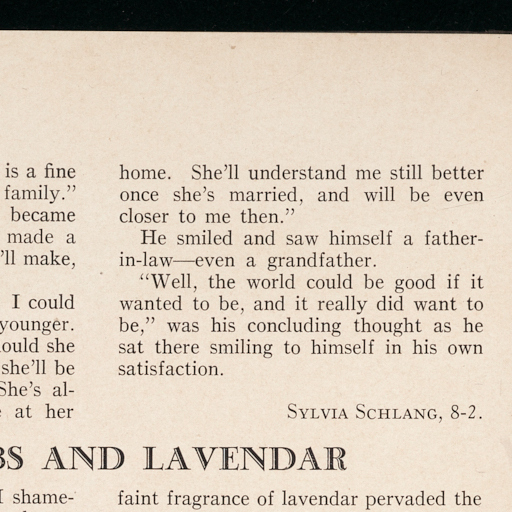 is a fine
family.”
became
made a
’ll make,
I could
younger.
she
she’ll be
She’s al-
at her
home. She’ll understand me still better
once she’s married, and will be even
closer to me then.”
He smiled and saw himself a father-
in-law—even a grandfather.
“Well, the world could be good if it
wanted to be, and it really did want to
be,” was his concluding thought as he
sat there smiling to himself in his own
satisfaction.
Sylvia Schlang, 8-2.
AND LAVENDAR
I shame-
faint fragrance of lavendar pervaded the